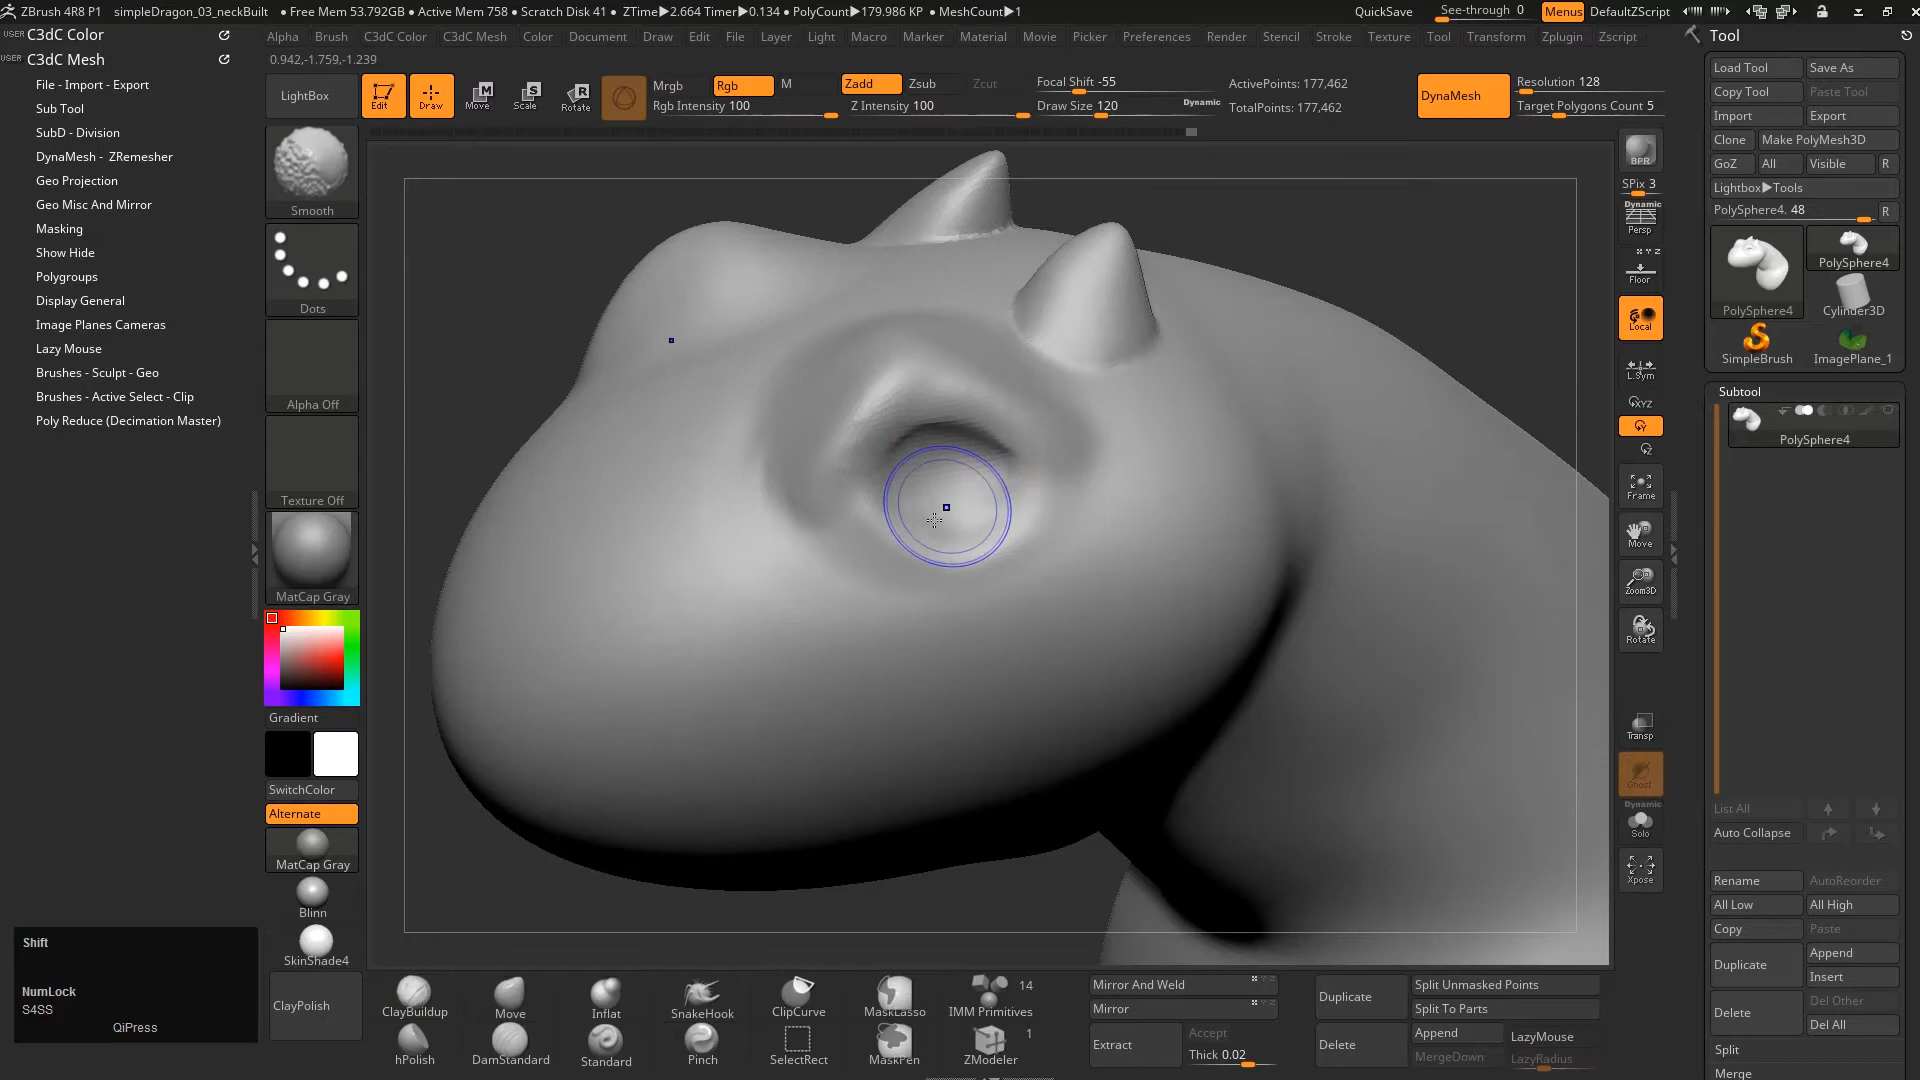 ZBrush 4R8 P1 simpleDragon_03_neckBuilt • Free Mem 53.792GB • Active Mem 758 • Scratch Disk 41 • ZTime▶2.664 Timer▶0.134 • PolyCount▶179.986 KP • MeshCount▶1 QuickSave See-through 0 Menus DefaultZScript
USER C3dC Color
USER C3dC Mesh
Alpha Brush C3dC Color C3dC Mesh Color Document Draw Edit File Layer Light Macro Marker Material Movie Picker Preferences Render Stencil Stroke Texture Tool Transform Zplugin Zscript
0.942,-1.759,-1.239
File - Import - Export
Sub Tool
SubD - Division
DynaMesh - ZRemesher
Geo Projection
Geo Misc And Mirror
Masking
Show Hide
Polygroups
Display General
Image Planes Cameras
Lazy Mouse
Brushes - Sculpt - Geo
Brushes - Active Select - Clip
Poly Reduce (Decimation Master)
Shift
NumLock
S4SS
QiPress
LightBox
Edit
Draw
Move
M
Scale
S
Rotate
R
Mrgb Rgb M
Rgb Intensity 100
Zadd Zsub Zcut
Z Intensity 100
Focal Shift -55
Draw Size 120 Dynamic
ActivePoints: 177,462
TotalPoints: 177,462
DynaMesh
Resolution 128
Target Polygons Count 5
Smooth
Dots
Alpha Off
Texture Off
MatCap Gray
Gradient
SwitchColor
Alternate
MatCap Gray
Blinn
SkinShade4
ClayPolish
BPR
SPix 3
Dynamic
Persp
X Y Z
Floor
Local
L.Sym
XYZ
Y
Z
Frame
Move
Zoom3D
Rotate
Transp
Ghost
Dynamic
Solo
Xpose
Tool
Load Tool Save As
Copy Tool Paste Tool
Import Export
Clone Make PolyMesh3D
GoZ All Visible R
Lightbox▶Tools
PolySphere4. 48 R
PolySphere4
PolySphere4 Cylinder3D
SimpleBrush ImagePlane_1
Subtool
PolySphere4
List All
Auto Collapse
Rename AutoReorder
All Low All High
Copy Paste
Duplicate Append
Insert
Delete Del Other
Del All
Split
Merge
ClayBuildup Move Inflat SnakeHook ClipCurve MaskLasso IMM Primitives 14
hPolish DamStandard Standard Pinch SelectRect MaskPen ZModeler 1
Mirror And Weld X Y Z
Mirror X Y Z
Extract Accept
Thick 0.02
Duplicate Split Unmasked Points
Split To Parts
Delete Append LazyMouse
MergeDown LazyRadius